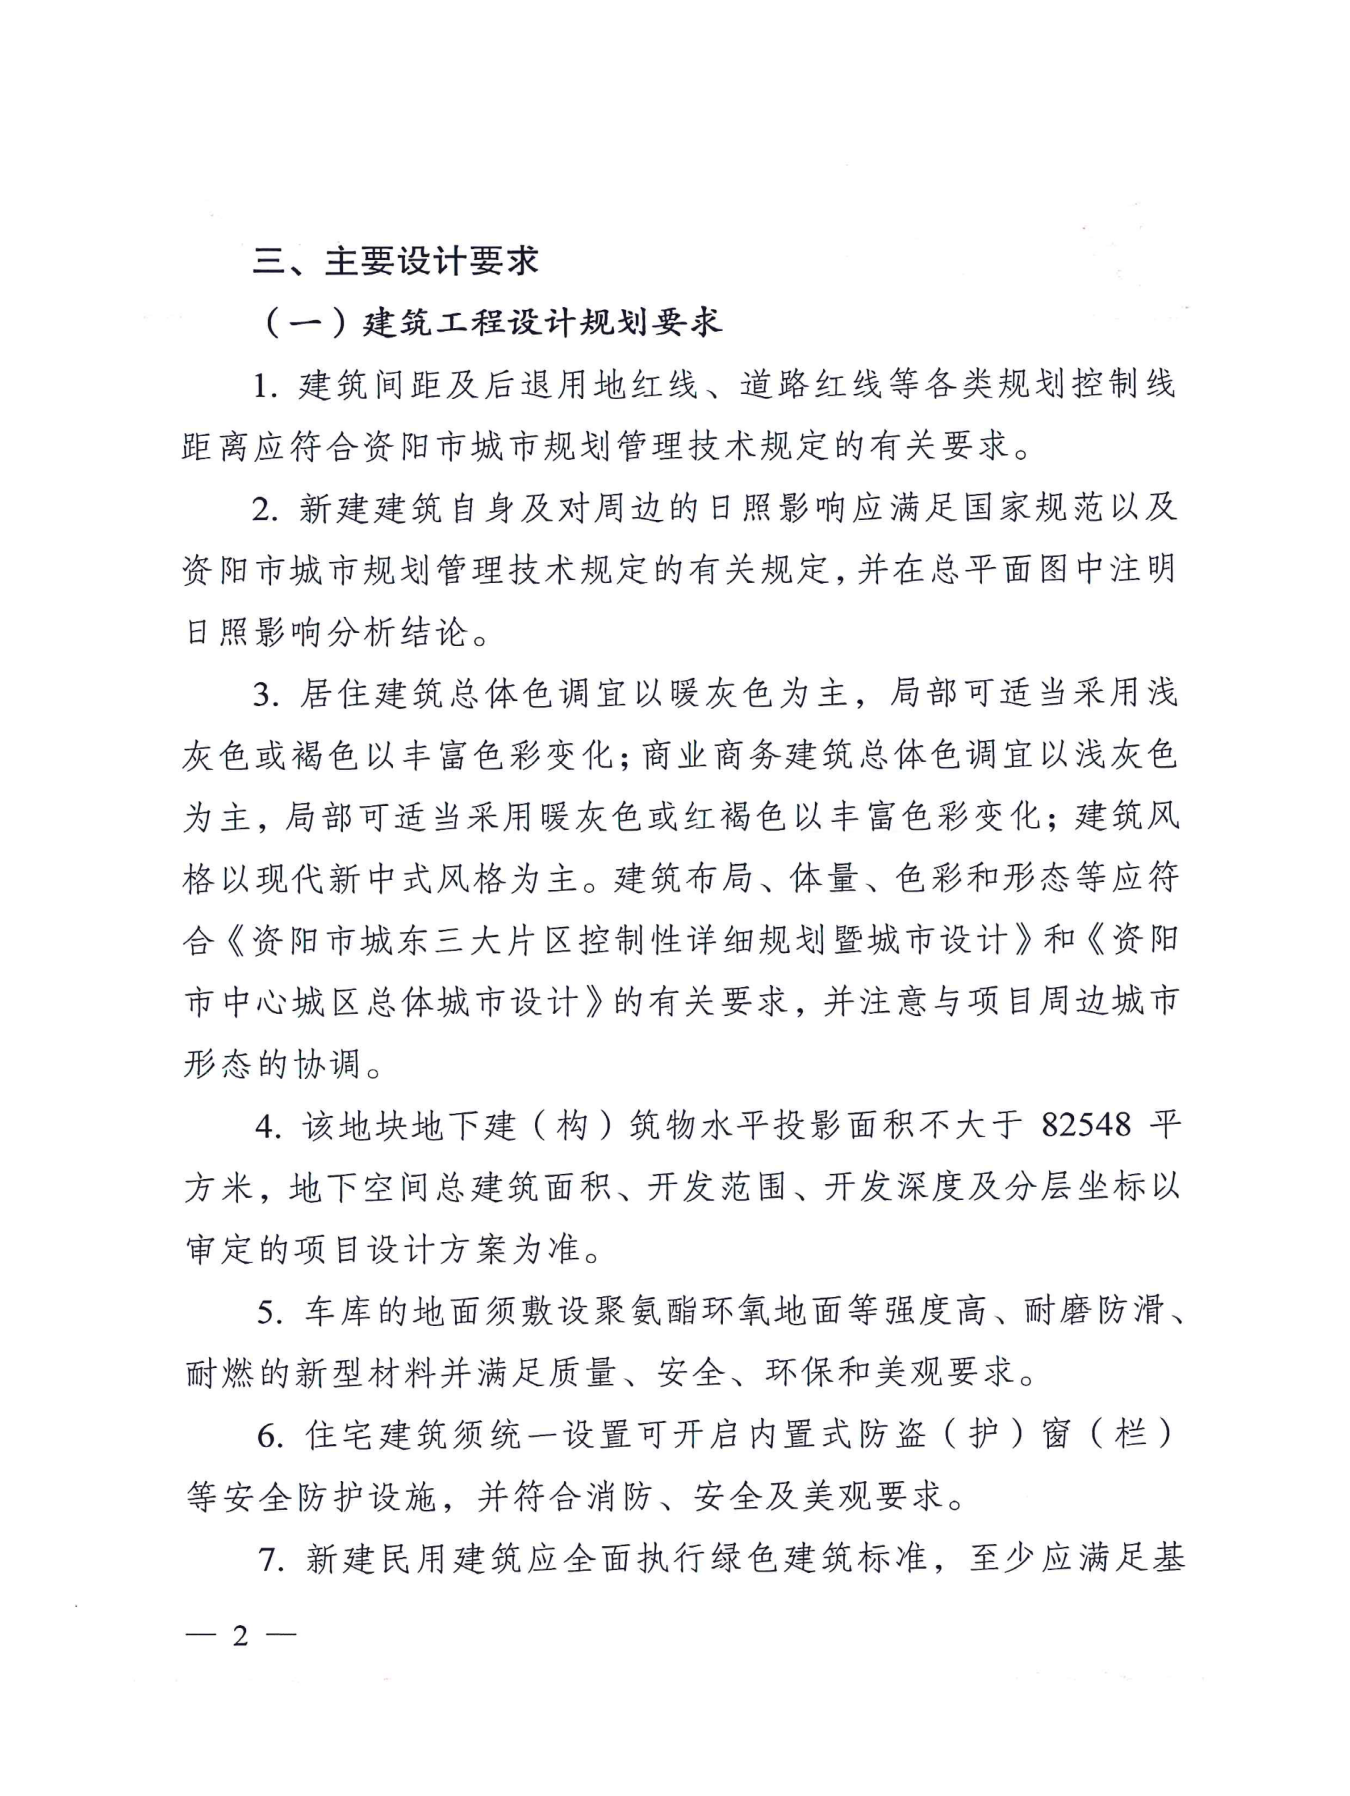 三、主要设计要求
（一）建筑工程设计规划要求
1. 建筑间距及后退用地红线、道路红线等各类规划控制线
距离应符合资阳市城市规划管理技术规定的有关要求。
2. 新建建筑自身及对周边的日照影响应满足国家规范以及
资阳市城市规划管理技术规定的有关规定，并在总平面图中注明
日照影响分析结论。
3. 居住建筑总体色调宜以暖灰色为主，局部可适当采用浅
灰色或褐色以丰富色彩变化；商业商务建筑总体色调宜以浅灰色
为主，局部可适当采用暖灰色或红褐色以丰富色彩变化；建筑风
格以现代新中式风格为主。建筑布局、体量、色彩和形态等应符
合《资阳市城东三大片区控制性详细规划暨城市设计》和《资阳
市中心城区总体城市设计》的有关要求，并注意与项目周边城市
形态的协调。
4. 该地块地下建（构）筑物水平投影面积不大于 82548 平
方米，地下空间总建筑面积、开发范围、开发深度及分层坐标以
审定的项目设计方案为准。
5. 车库的地面须敷设聚氨酯环氧地面等强度高、耐磨防滑、
耐燃的新型材料并满足质量、安全、环保和美观要求。
6. 住宅建筑须统一设置可开启内置式防盗（护）窗（栏）
等安全防护设施，并符合消防、安全及美观要求。
7. 新建民用建筑应全面执行绿色建筑标准，至少应满足基
— 2 —